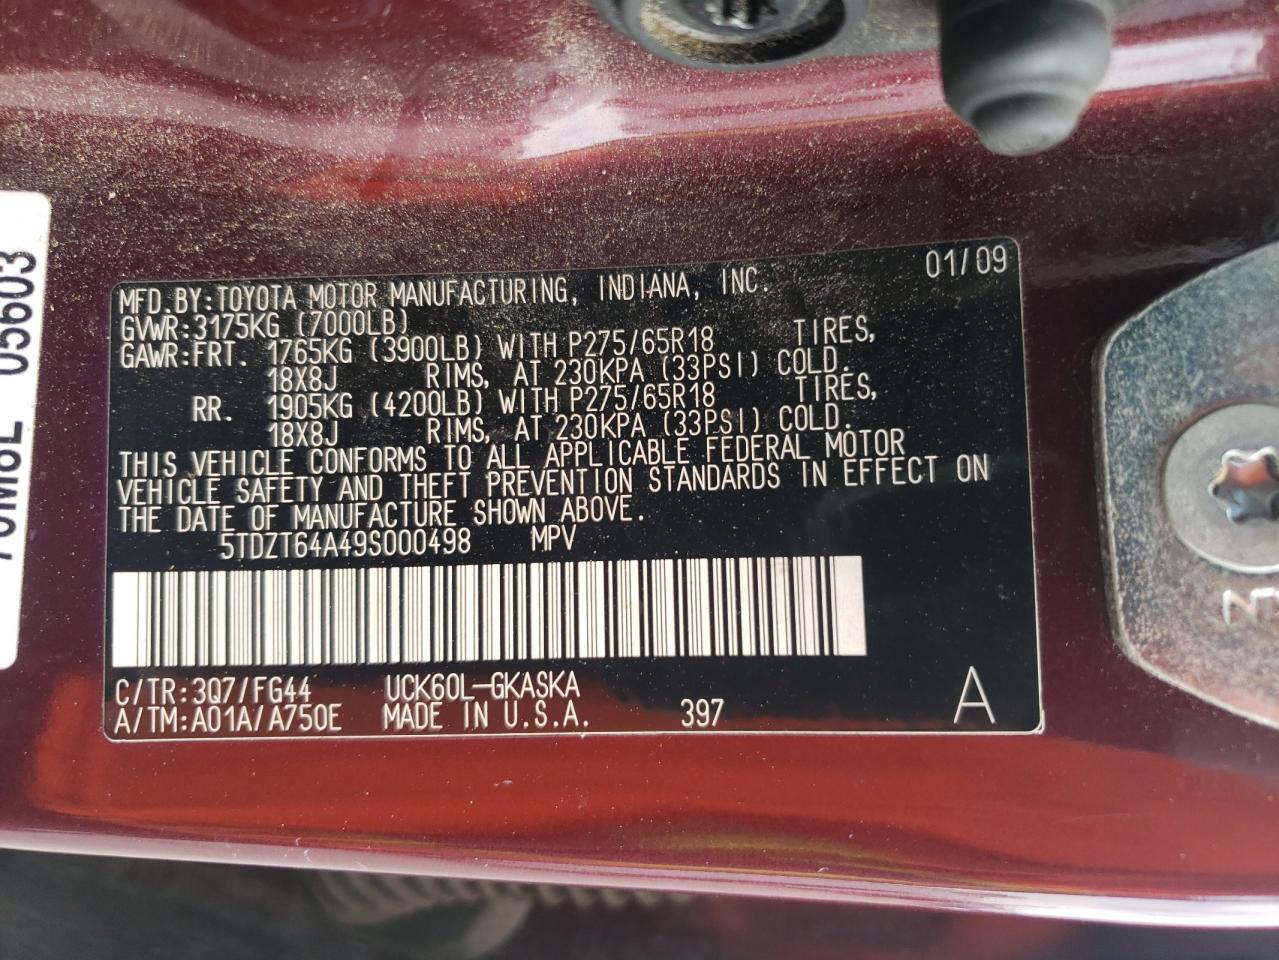 01/09
MFD.BY:TOYOTA MOTOR MANUFACTURING, INDIANA, INC.
GVWR:3175KG (7000LB)
GAWR:FRT. 1765KG (3900LB) WITH P275/65R18 TIRES,
18X8J RIMS, AT 230KPA (33PSI) COLD.
RR. 1905KG (4200LB) WITH P275/65R18 TIRES,
18X8J RIMS, AT 230KPA (33PSI) COLD.
THIS VEHICLE CONFORMS TO ALL APPLICABLE FEDERAL MOTOR
VEHICLE SAFETY AND THEFT PREVENTION STANDARDS IN EFFECT ON
THE DATE OF MANUFACTURE SHOWN ABOVE.
5TDZT64A49S000498 MPV
C/TR:3Q7/FG44 UCK60L-GKASKA
A/TM:A01A/A750E MADE IN U.S.A. 397 A
05603